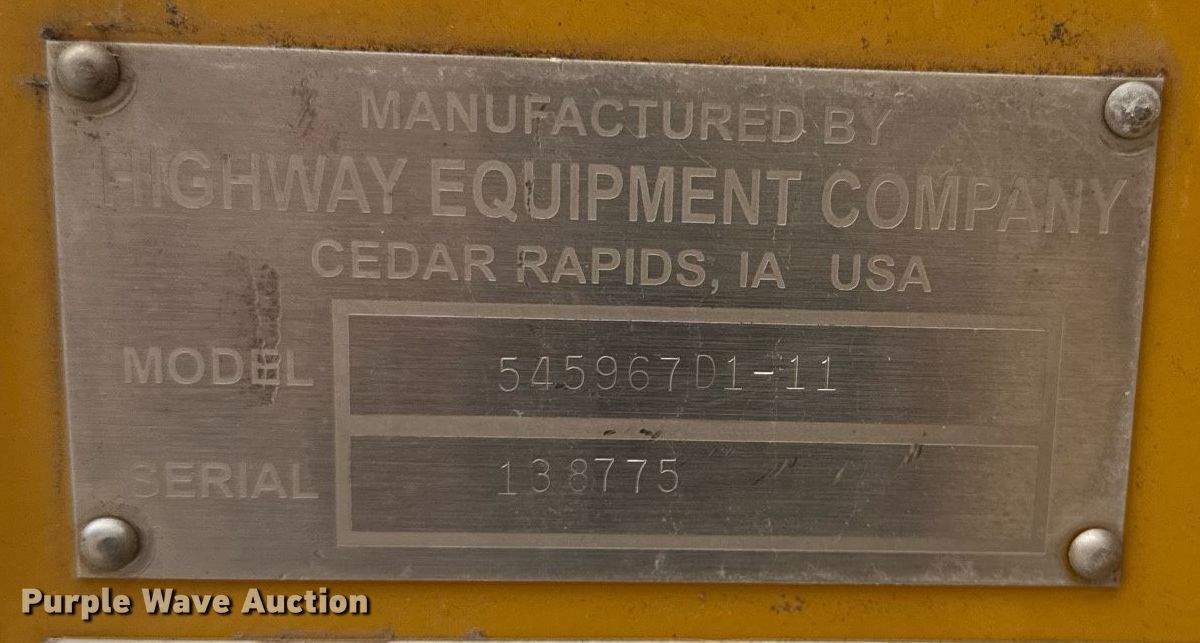 MANUFACTURED BY
HIGHWAY EQUIPMENT COMPANY
CEDAR RAPIDS, IA USA
MODEL 545967D1-11
SERIAL 138775
Purple Wave Auction